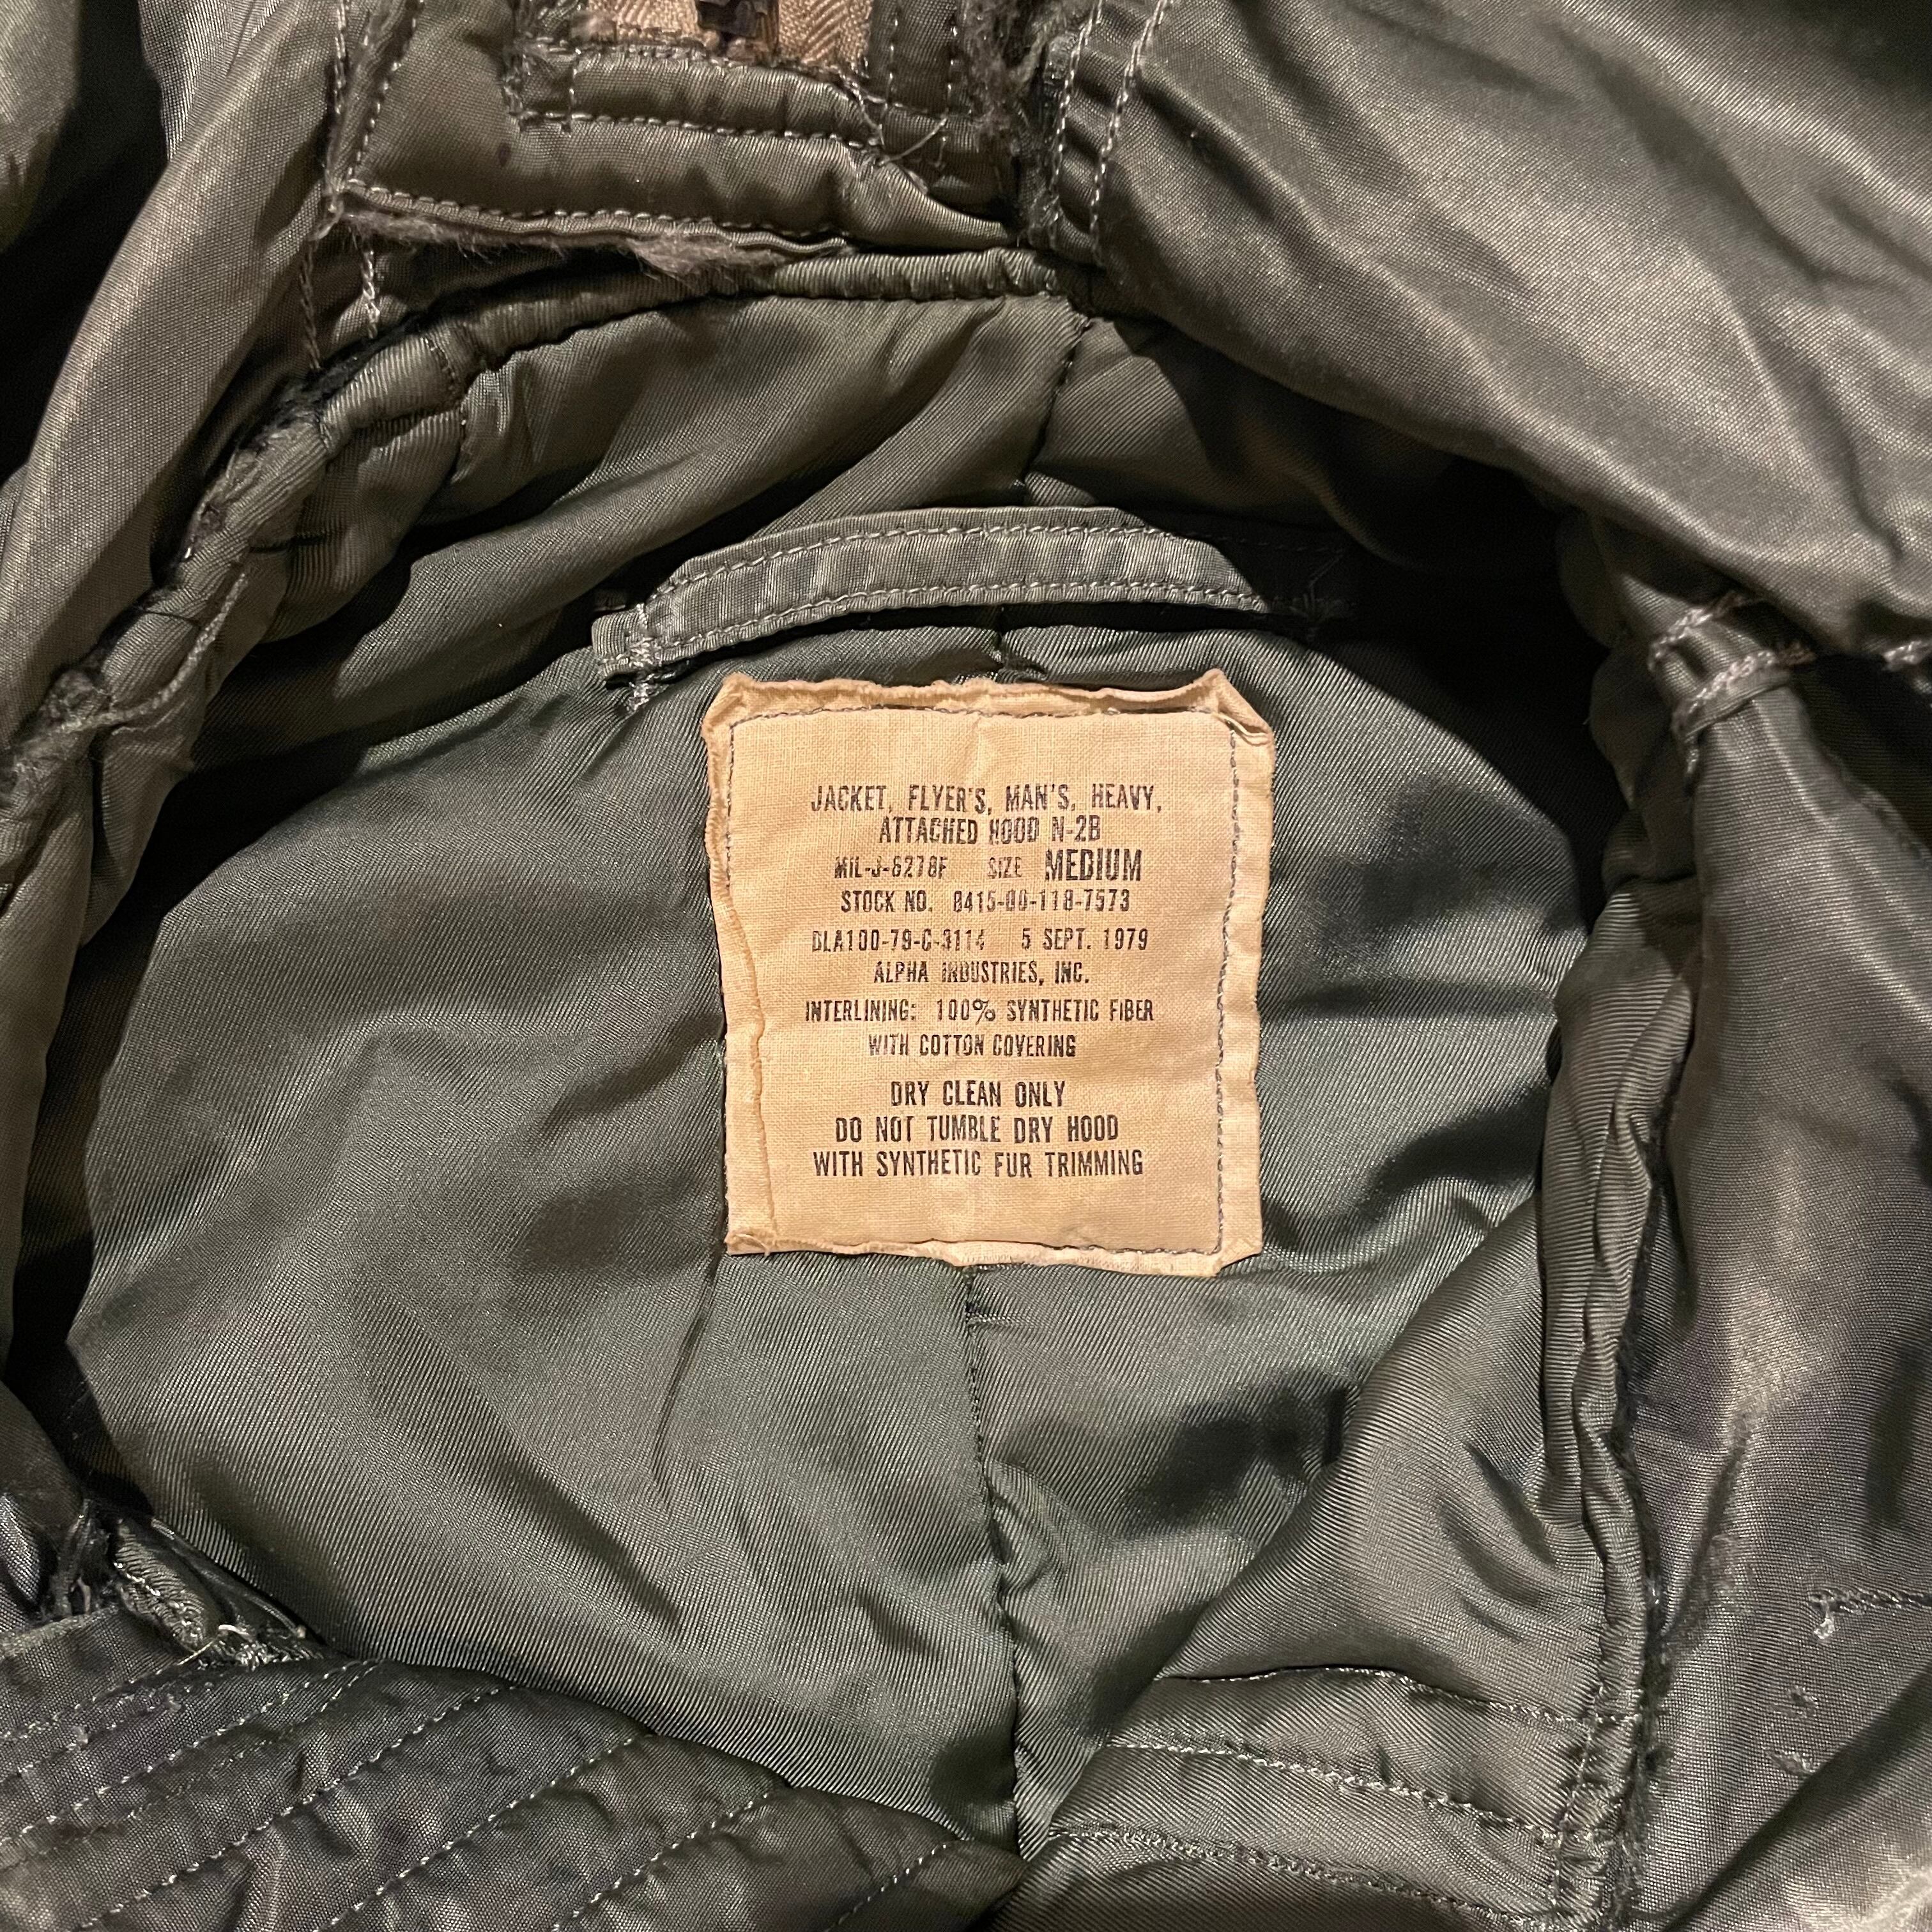 JACKET, FLYER'S, MAN'S, HEAVY,
ATTACHED HOOD N-2B
MIL-J-6278F SIZE MEDIUM
STOCK NO. 8415-00-118-7573
DLA100-79-C-3114 5 SEPT. 1979
ALPHA INDUSTRIES, INC.
INTERLINING: 100% SYNTHETIC FIBER
WITH COTTON COVERING
DRY CLEAN ONLY
DO NOT TUMBLE DRY HOOD
WITH SYNTHETIC FUR TRIMMING